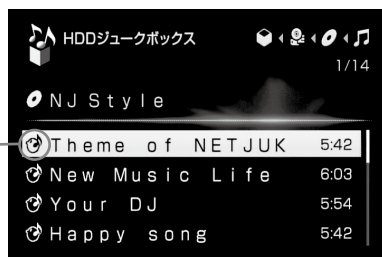 HDDジュークボックス
1/14
NJ Style
Theme of NETJUK 5:42
New Music Life 6:03
Your DJ 5:54
Happy song 5:42